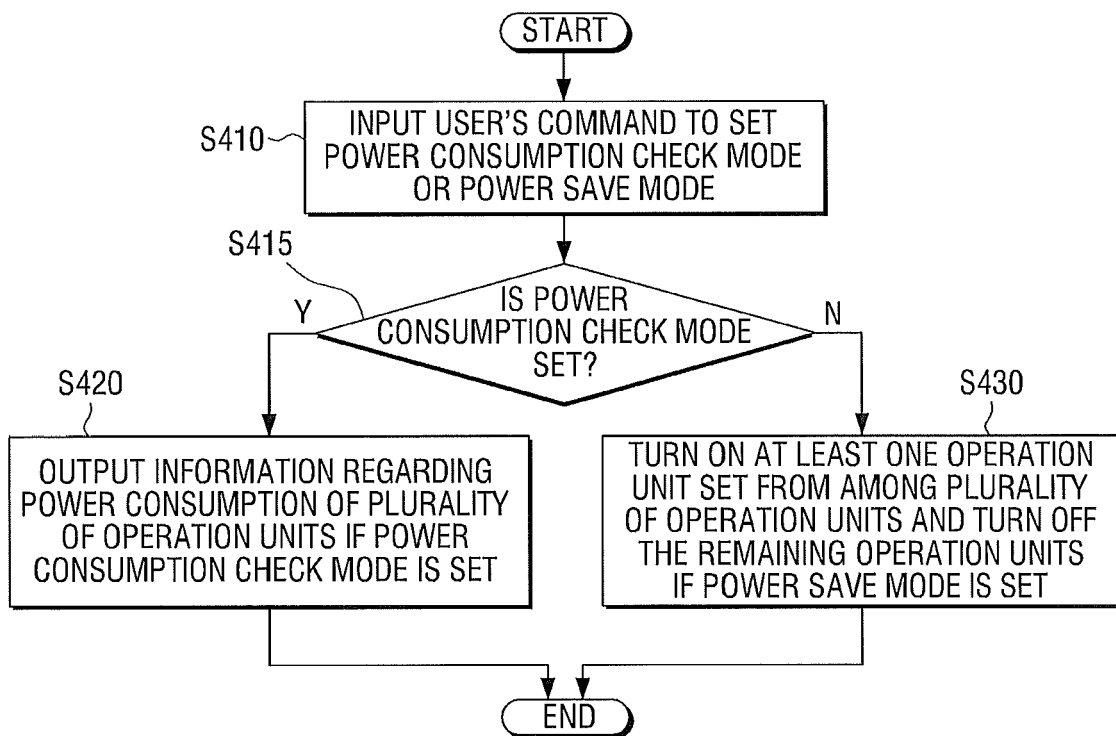 START
S410
INPUT USER'S COMMAND TO SET
POWER CONSUMPTION CHECK MODE
OR POWER SAVE MODE
S415
IS POWER
CONSUMPTION CHECK MODE
SET?
Y
N
S420
OUTPUT INFORMATION REGARDING
POWER CONSUMPTION OF PLURALITY
OF OPERATION UNITS IF POWER
CONSUMPTION CHECK MODE IS SET
S430
TURN ON AT LEAST ONE OPERATION
UNIT SET FROM AMONG PLURALITY
OF OPERATION UNITS AND TURN OFF
THE REMAINING OPERATION UNITS
IF POWER SAVE MODE IS SET
END